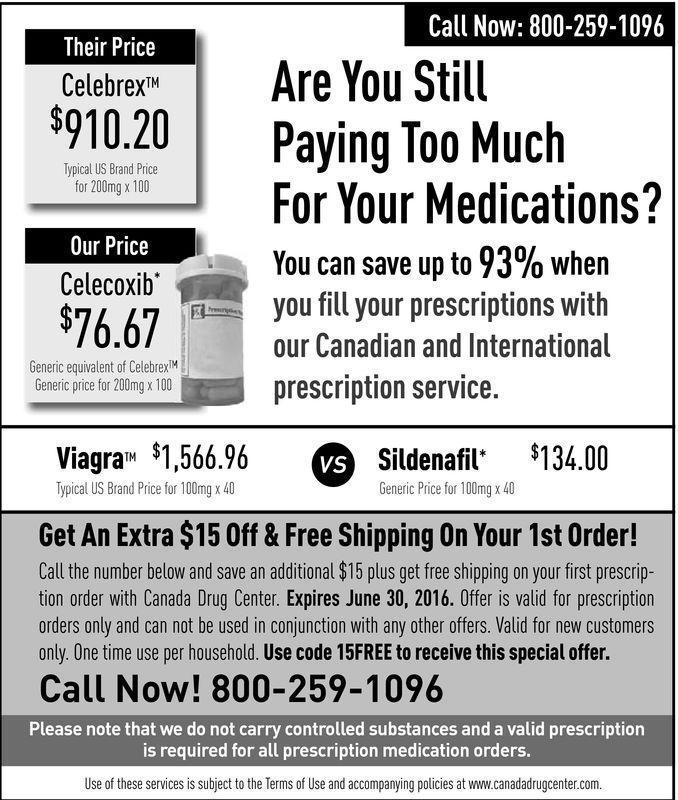 Call Now: 800-259-1096
Their Price
Celebrex™
$910.20
Typical US Brand Price
for 200mg x 100
Are You Still
Paying Too Much
For Your Medications?
Our Price
Celecoxib*
$76.67
Generic equivalent of Celebrex™
Generic price for 200mg x 100
You can save up to 93% when
you fill your prescriptions with
our Canadian and International
prescription service.
Viagra™ $1,566.96
Typical US Brand Price for 100mg x 40
VS
Sildenafil* $134.00
Generic Price for 100mg x 40
Get An Extra $15 Off & Free Shipping On Your 1st Order!
Call the number below and save an additional $15 plus get free shipping on your first prescrip-
tion order with Canada Drug Center. Expires June 30, 2016. Offer is valid for prescription
orders only and can not be used in conjunction with any other offers. Valid for new customers
only. One time use per household. Use code 15FREE to receive this special offer.
Call Now! 800-259-1096
Please note that we do not carry controlled substances and a valid prescription
is required for all prescription medication orders.
Use of these services is subject to the Terms of Use and accompanying policies at www.canadadrugcenter.com.